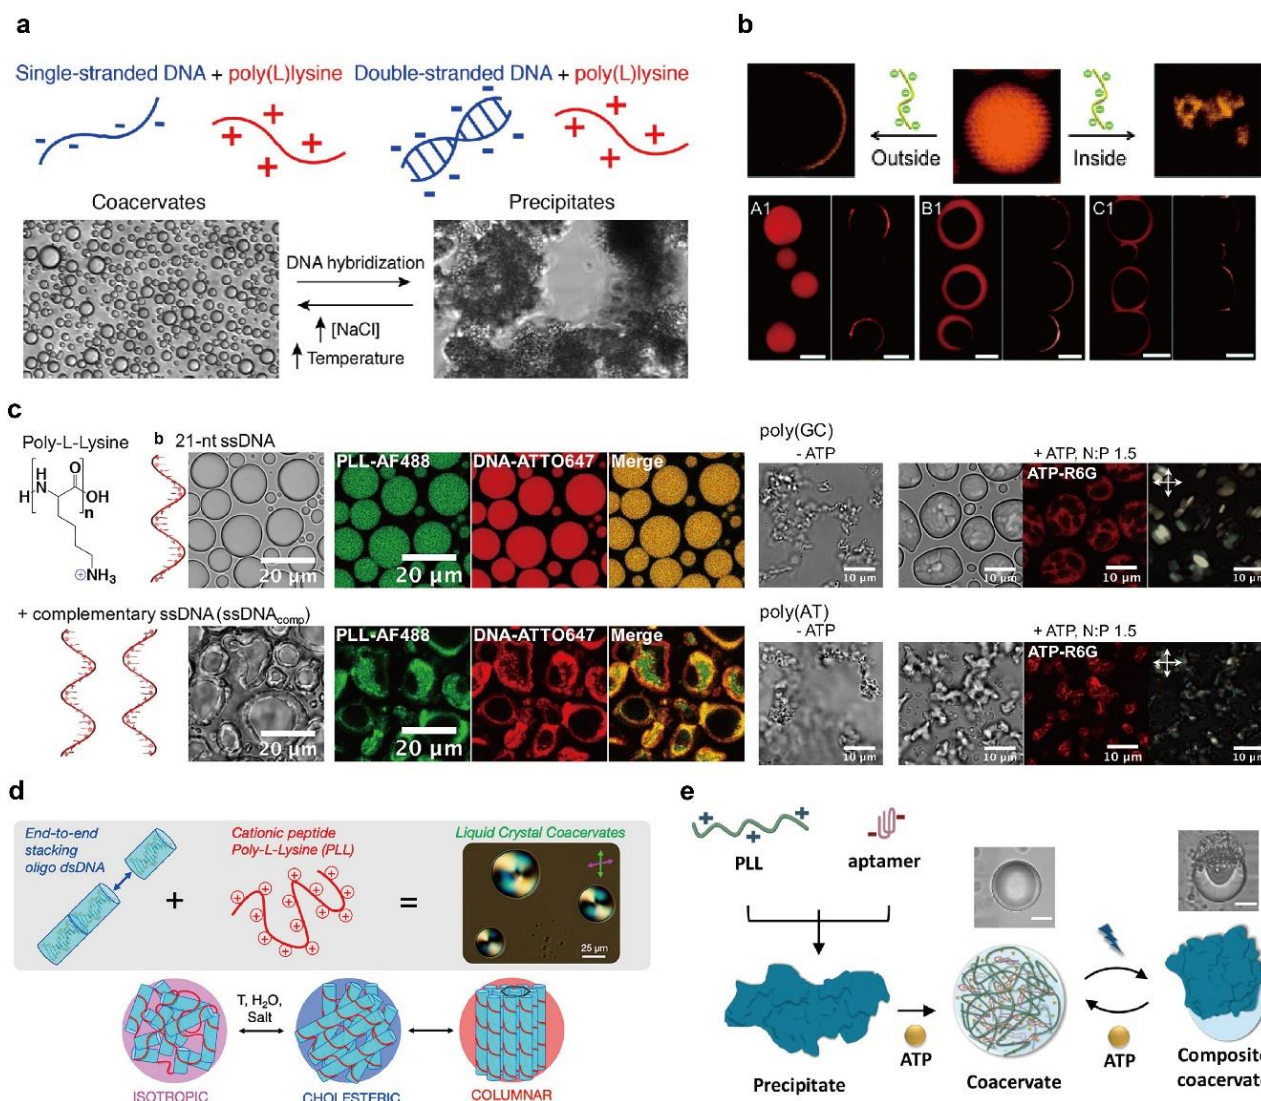 a
Single-stranded DNA + poly(L)lysine Double-stranded DNA + poly(L)lysine
Coacervates
Precipitates
DNA hybridization
[NaCl]
Temperature
b
Outside
Inside
A1
B1
C1
c
Poly-L-Lysine
H
N
O
OH
n
NH3
+
b 21-nt ssDNA
20 µm
PLL-AF488
20 µm
DNA-ATTO647
Merge
+ complementary ssDNA (ssDNAcomp)
20 µm
PLL-AF488
20 µm
DNA-ATTO647
Merge
poly(GC)
- ATP
10 µm
+ ATP, N:P 1.5
10 µm
ATP-R6G
10 µm
10 µm
poly(AT)
- ATP
10 µm
+ ATP, N:P 1.5
10 µm
ATP-R6G
10 µm
10 µm
d
End-to-end
stacking
oligo dsDNA
+
Cationic peptide
Poly-L-Lysine (PLL)
=
Liquid Crystal Coacervates
25 µm
T, H2O,
Salt
ISOTROPIC
CHOLESTERIC
COLUMNAR
e
PLL
aptamer
Precipitate
ATP
Coacervate
ATP
Composite
coacervate